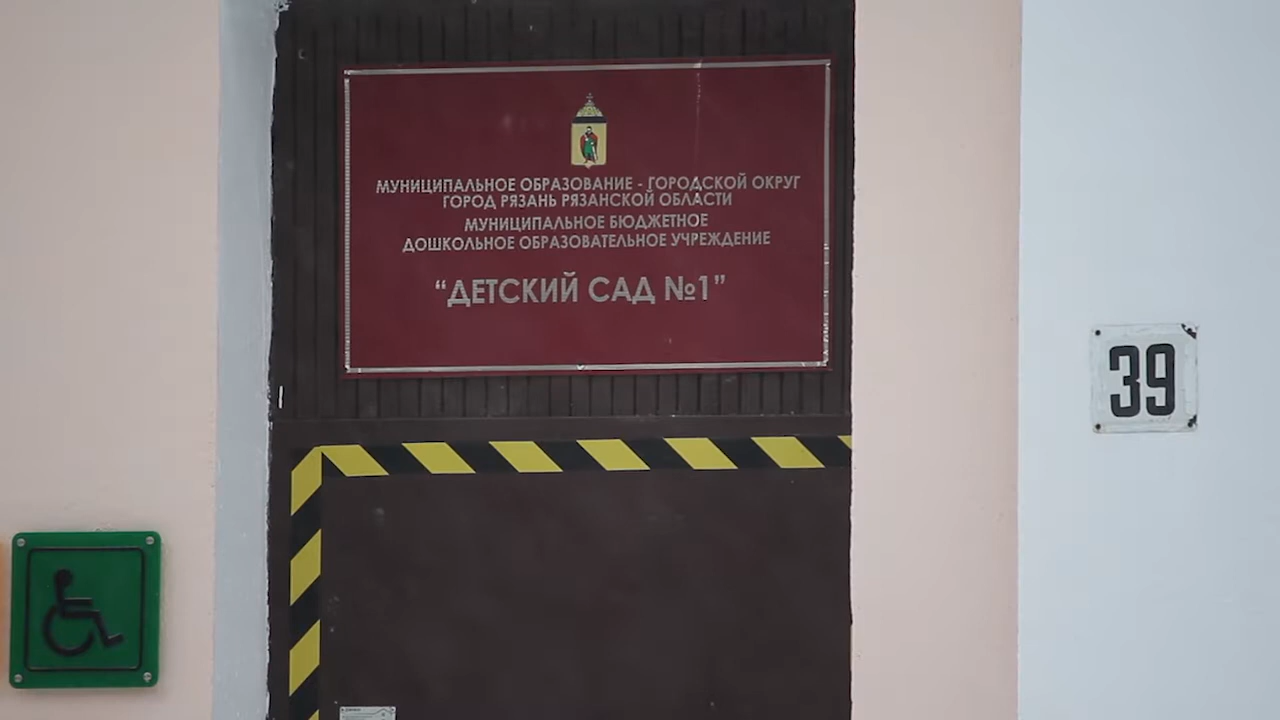 МУНИЦИПАЛЬНОЕ ОБРАЗОВАНИЕ - ГОРОДСКОЙ ОКРУГ
ГОРОД РЯЗАНЬ РЯЗАНСКОЙ ОБЛАСТИ
МУНИЦИПАЛЬНОЕ БЮДЖЕТНОЕ
ДОШКОЛЬНОЕ ОБРАЗОВАТЕЛЬНОЕ УЧРЕЖДЕНИЕ
“ДЕТСКИЙ САД №1”
39